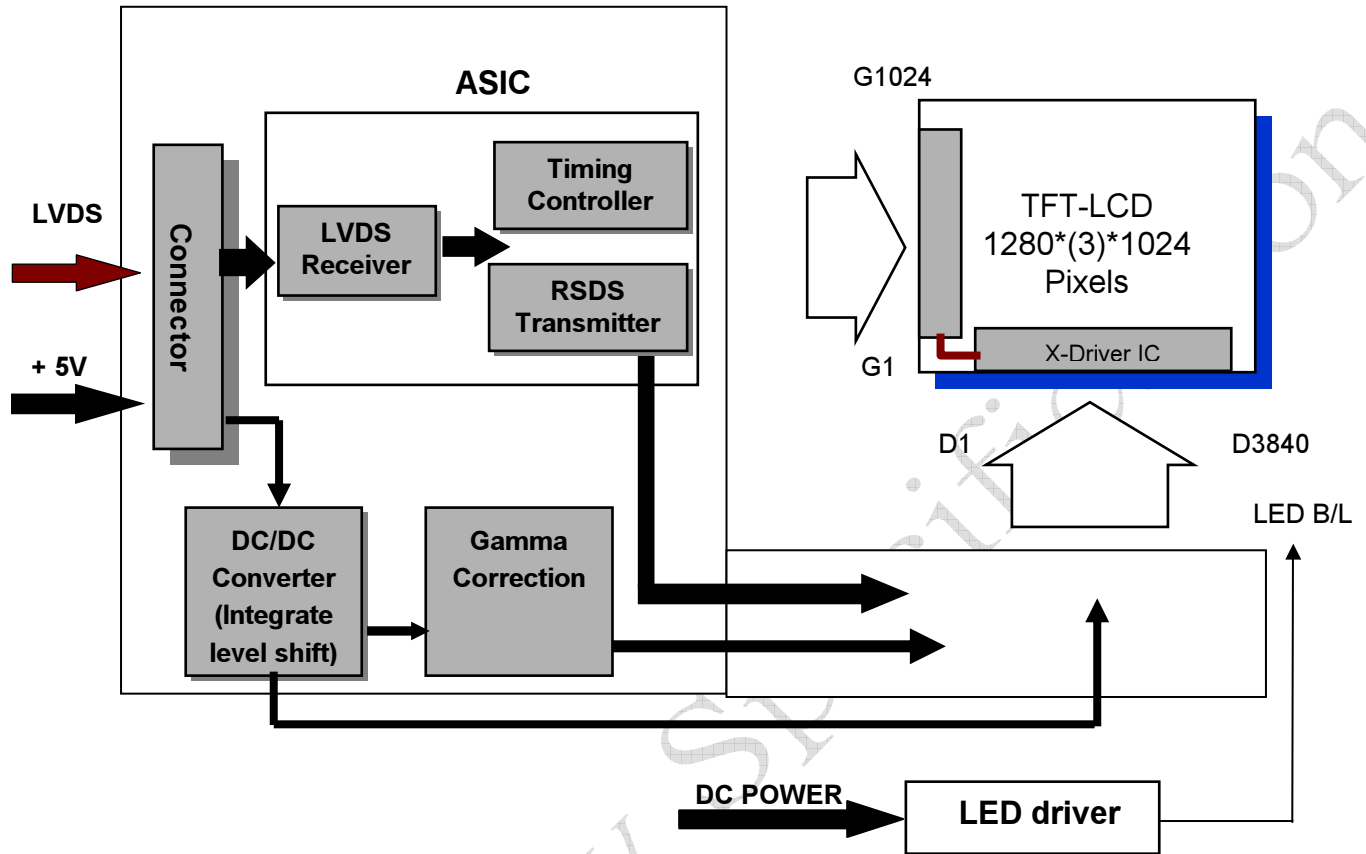 ASIC
G1024
Timing
Controller
LVDS
LVDS
Receiver
Connector
TFT-LCD
1280*(3)*1024
Pixels
RSDS
Transmitter
+ 5V
X-Driver IC
G1
D1
D3840
LED B/L
DC/DC
Converter
(Integrate
level shift)
Gamma
Correction
DC POWER
LED driver